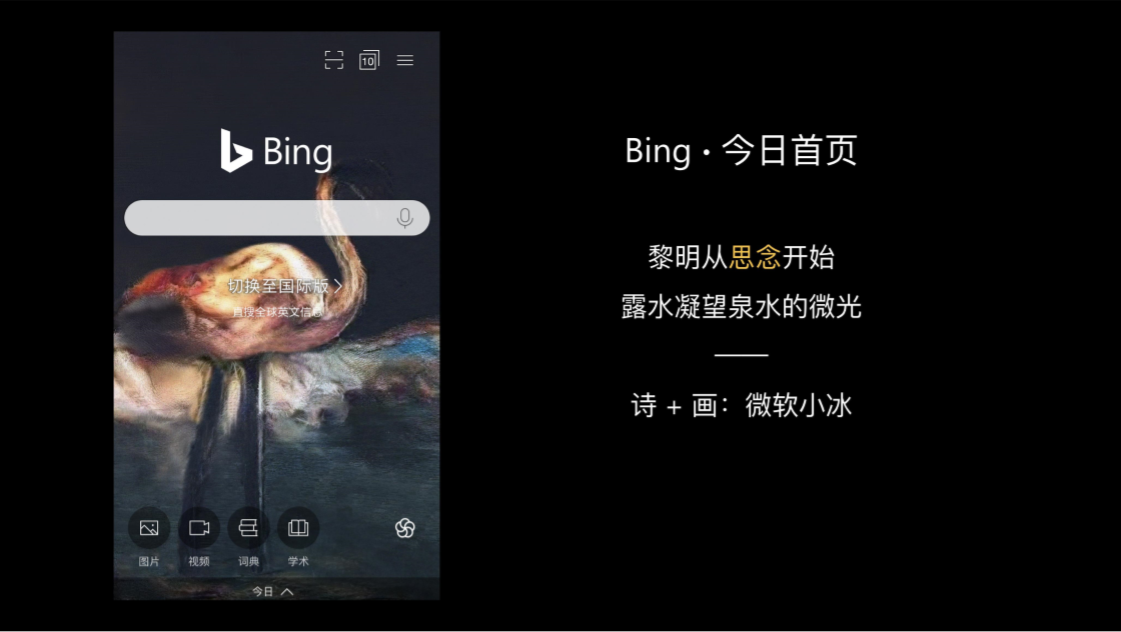 10
Bing
切换至国际版
直搜全球英文信息
图片 视频 词典 学术
今日
Bing · 今日首页
黎明从思念开始
露水凝望泉水的微光
诗 + 画：微软小冰